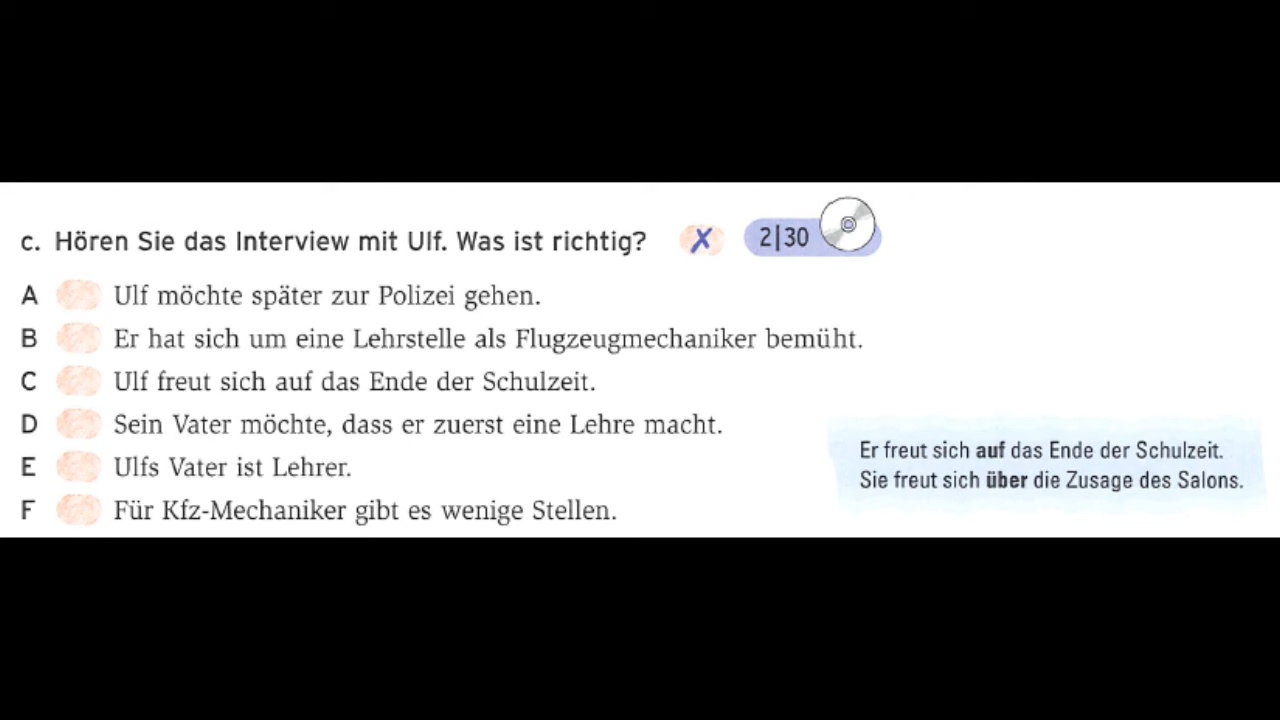 c. Hören Sie das Interview mit Ulf. Was ist richtig? X 2|30
A Ulf möchte später zur Polizei gehen.
B Er hat sich um eine Lehrstelle als Flugzeugmechaniker bemüht.
C Ulf freut sich auf das Ende der Schulzeit.
D Sein Vater möchte, dass er zuerst eine Lehre macht.
E Ulfs Vater ist Lehrer.
F Für Kfz-Mechaniker gibt es wenige Stellen.
Er freut sich auf das Ende der Schulzeit.
Sie freut sich über die Zusage des Salons.